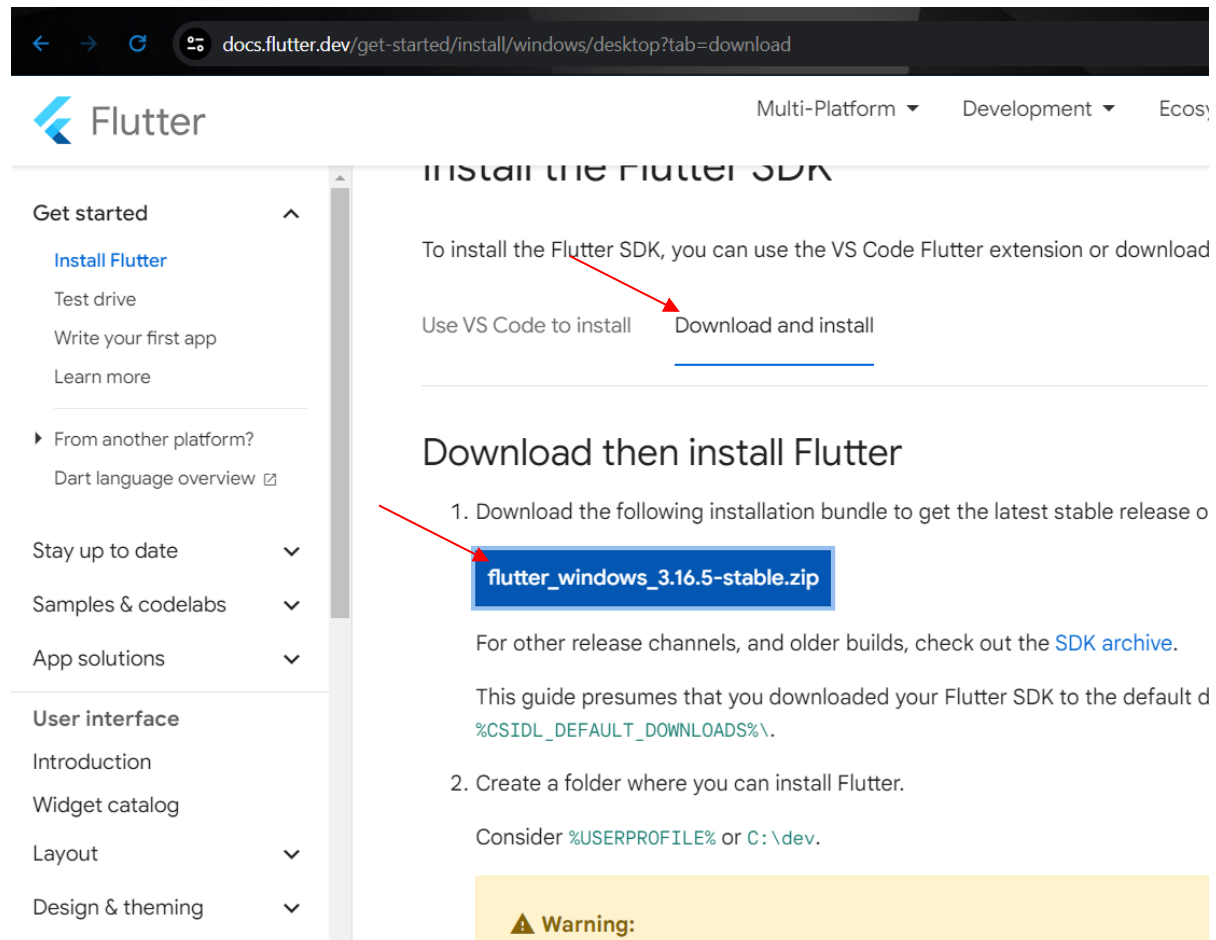 docs.flutter.dev/get-started/install/windows/desktop?tab=download
Flutter
Multi-Platform
Development
Install the Flutter SDK
Get started
Install Flutter
Test drive
Write your first app
Learn more
From another platform?
Dart language overview
Stay up to date
Samples & codelabs
App solutions
User interface
Introduction
Widget catalog
Layout
Design & theming
To install the Flutter SDK, you can use the VS Code Flutter extension or download
Use VS Code to install
Download and install
Download then install Flutter
1. Download the following installation bundle to get the latest stable release
flutter_windows_3.16.5-stable.zip
For other release channels, and older builds, check out the SDK archive.
This guide presumes that you downloaded your Flutter SDK to the default
%CSIDL_DEFAULT_DOWNLOADS%\.
2. Create a folder where you can install Flutter.
Consider %USERPROFILE% or C:\dev.
Warning: